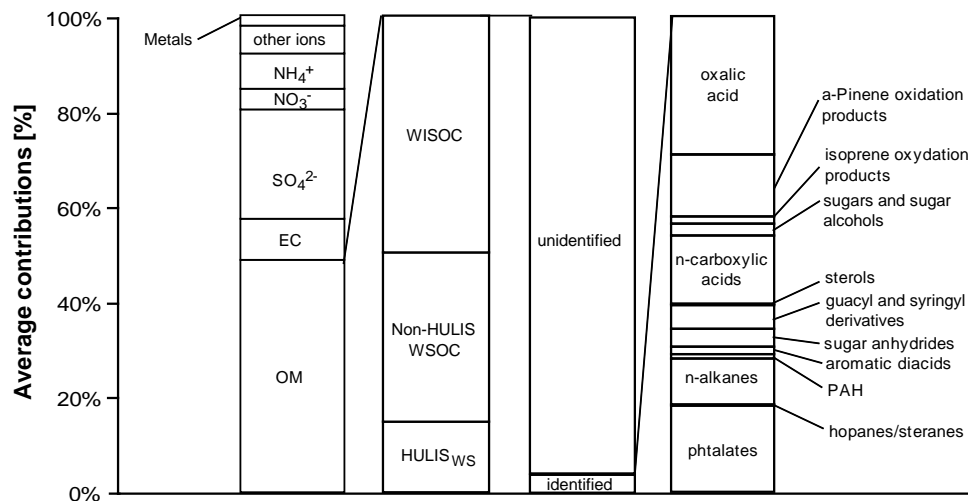 Average contributions [%]
100%
80%
60%
40%
20%
0%
Metals
other ions
NH₄⁺
NO₃⁻
SO₄²⁻
EC
OM
WISOC
Non-HULIS
WSOC
HULIS_WS
unidentified
identified
oxalic
acid
n-carboxylic
acids
n-alkanes
phtalates
a-Pinene oxidation
products
isoprene oxydation
products
sugars and sugar
alcohols
sterols
guacyl and syringyl
derivatives
sugar anhydrides
aromatic diacids
PAH
hopanes/steranes